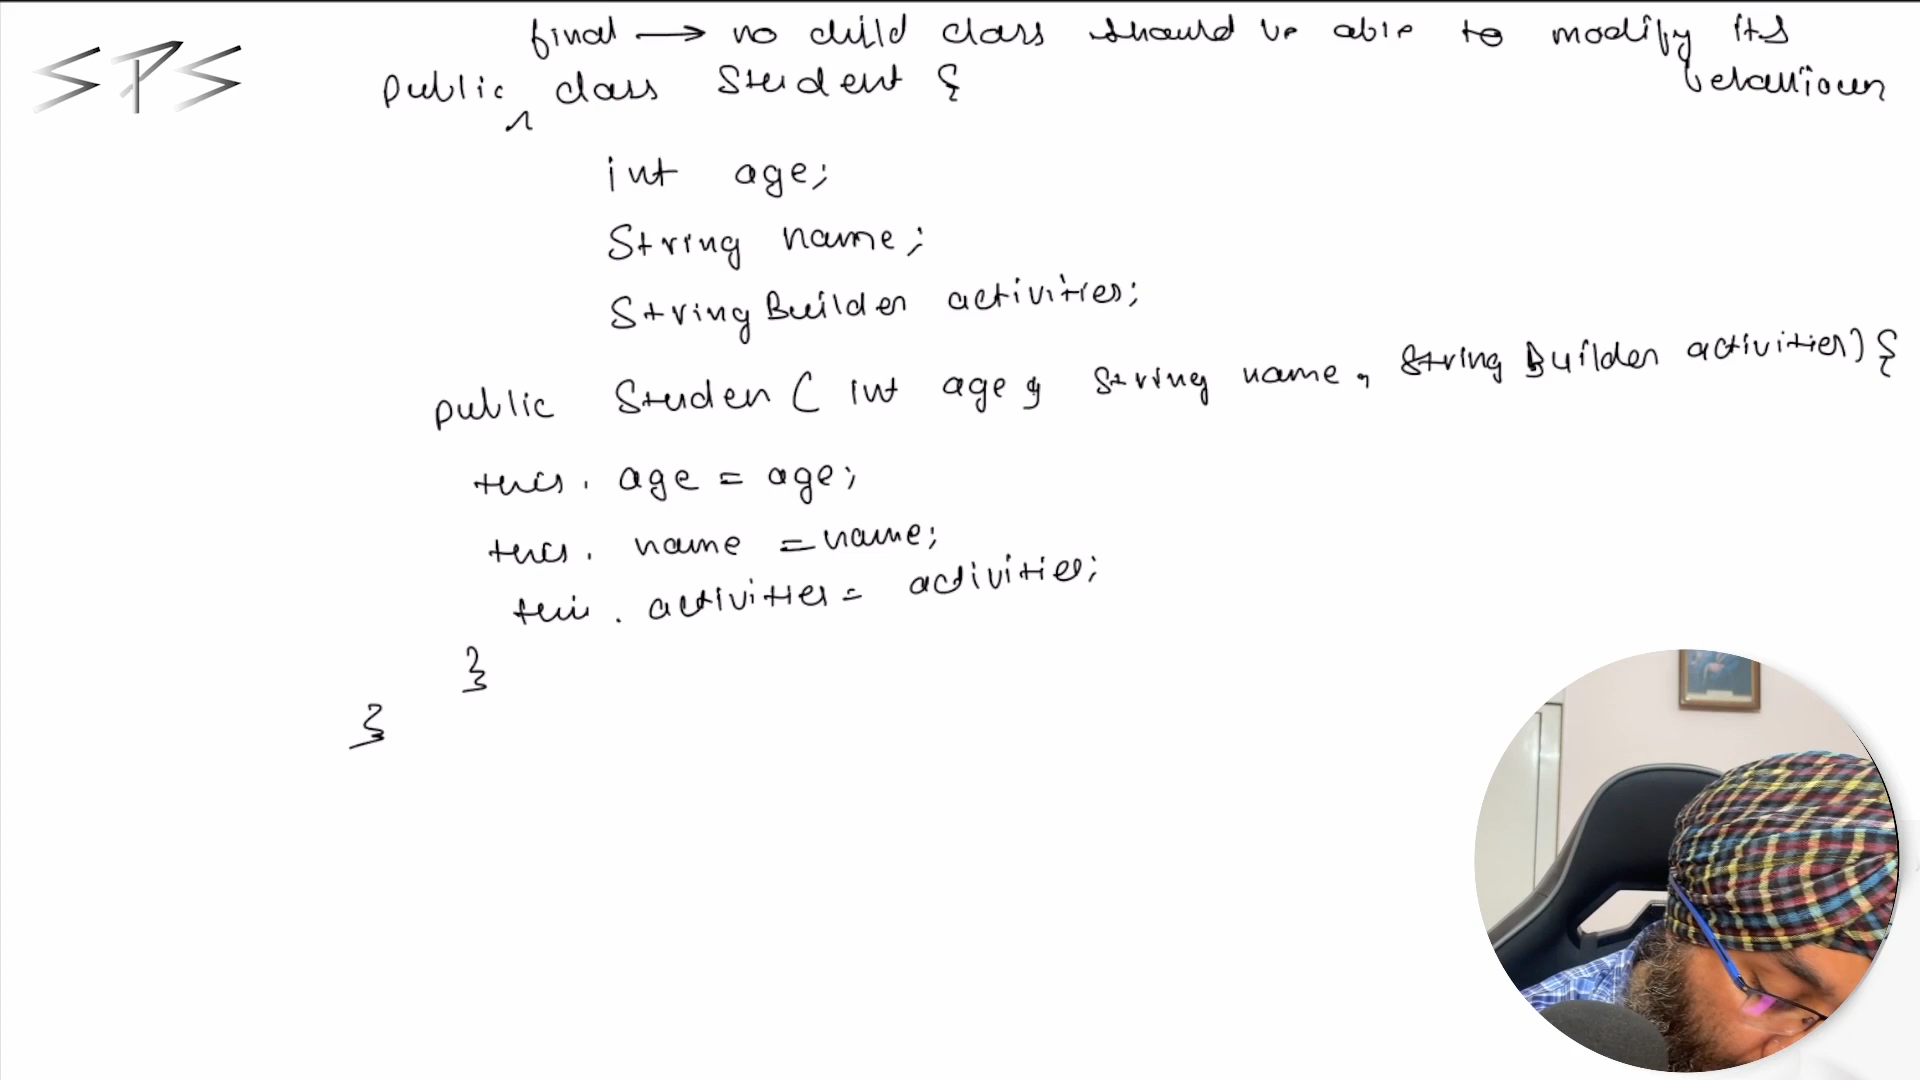 SPS
final → no child class should be able to modify its
behaviour
public ^ class Student {
int age;
String name;
StringBuilder activities;
public Studen ( int age, String name, String Builder activities) {
this. age = age;
this. name = name;
this. activities = activities;
}
}